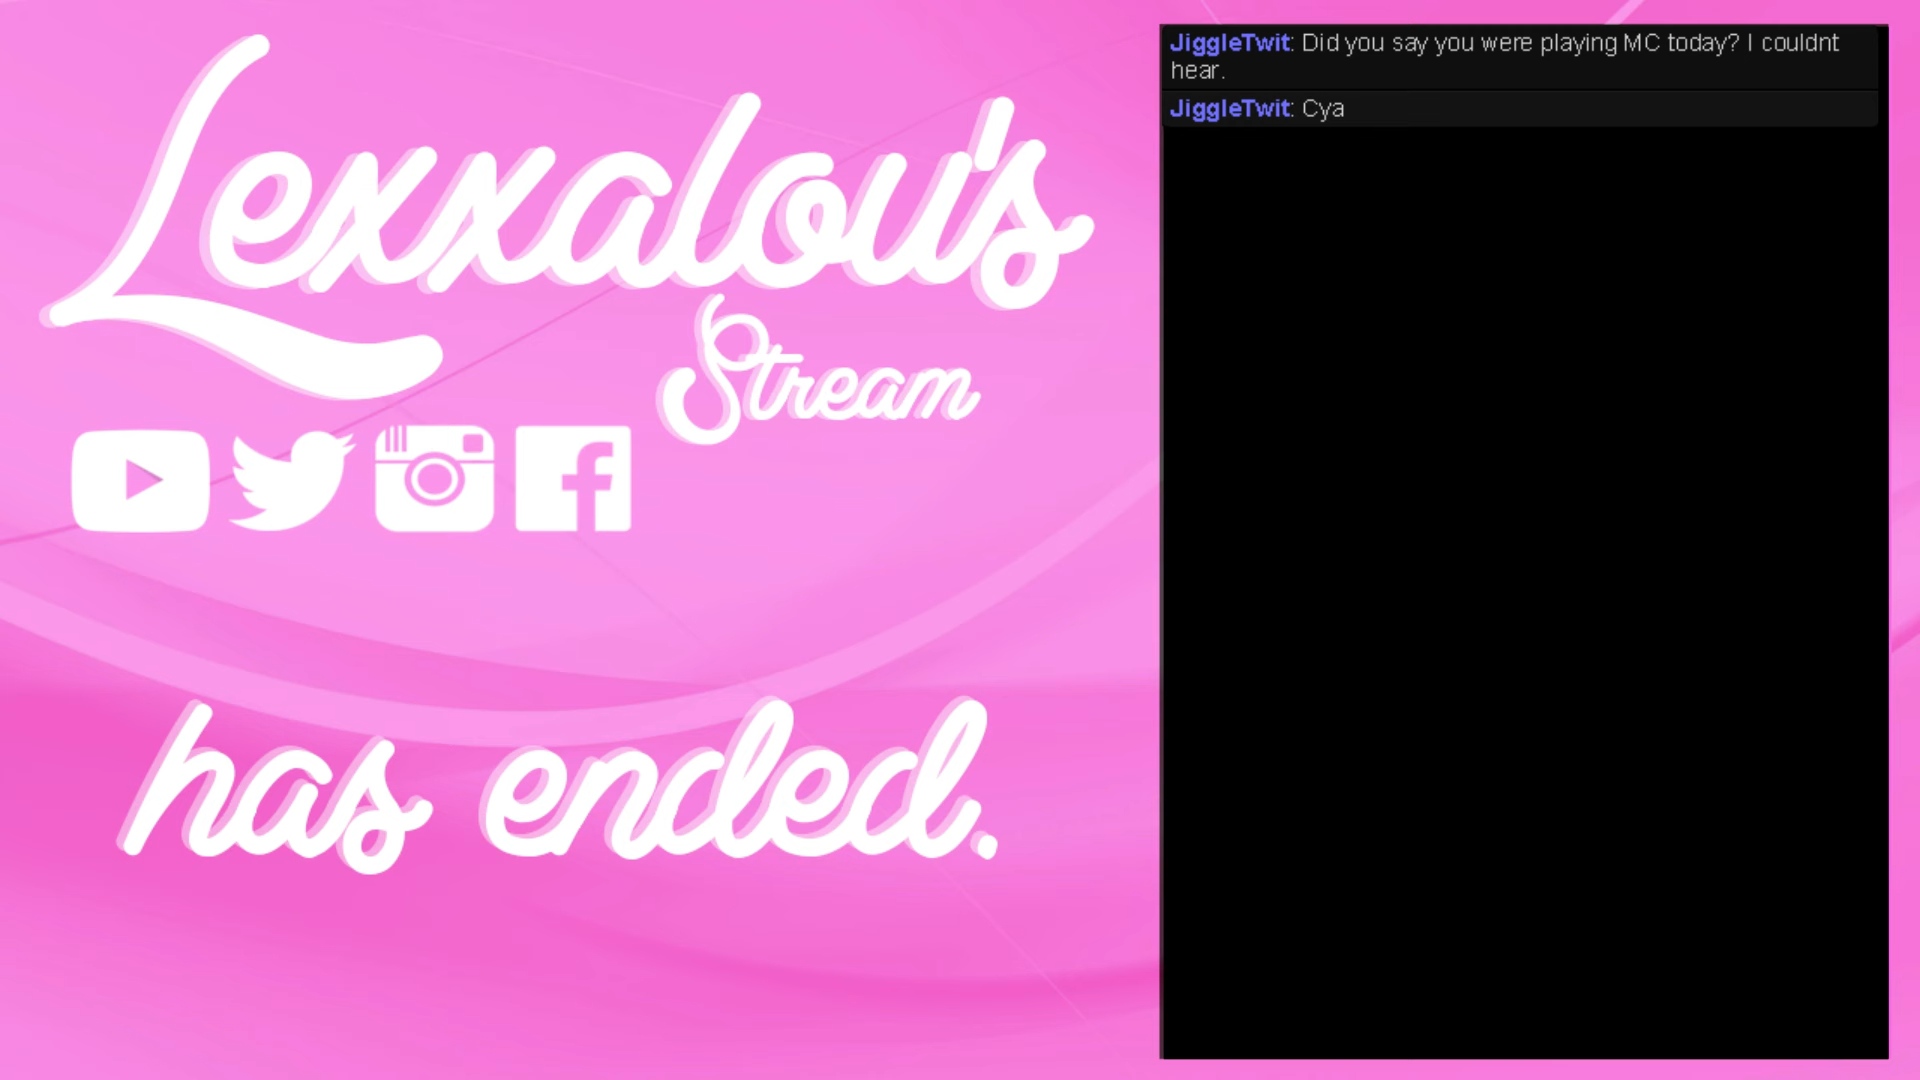 Lexxalou's
Stream
has ended.
JiggleTwit: Did you say you were playing MC today? I couldnt
hear.
JiggleTwit: Cya